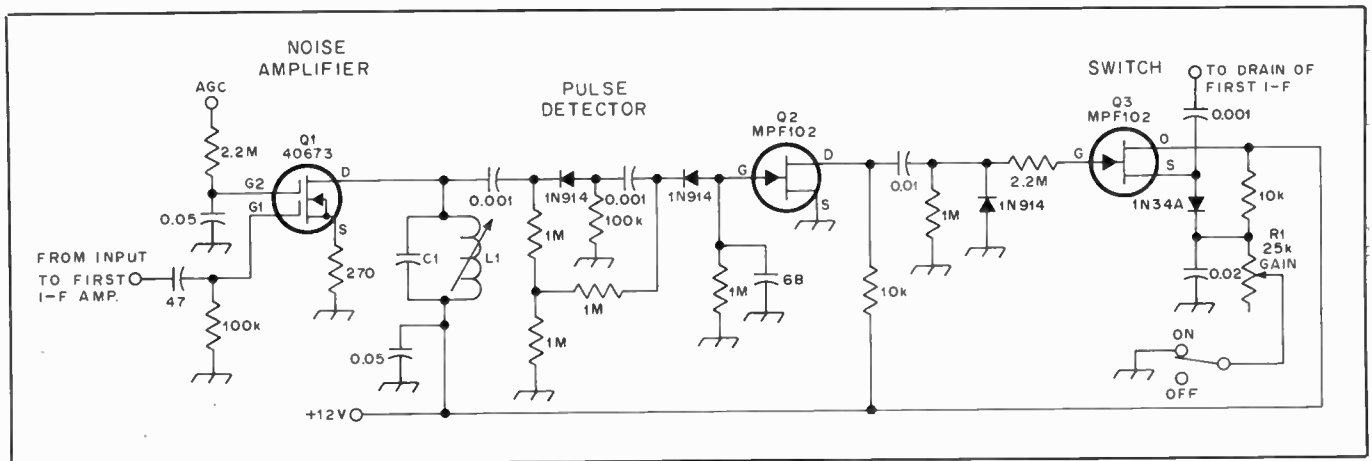 NOISE
AMPLIFIER
AGC
2.2M
Q1
40673
G2
G1
D
S
0.05
FROM INPUT
TO FIRST
I-F AMP.
47
100k
270
C1
L1
0.05
+12V
PULSE
DETECTOR
0.001
1N914
0.001
100k
1N914
1M
1M
1M
1M
68
Q2
MPF102
G
D
S
10k
0.01
1M
1N914
2.2M
SWITCH
Q3
MPF102
G
D
S
TO DRAIN OF
FIRST I-F
0.001
1N34A
10k
R1
25k
GAIN
0.02
ON
OFF